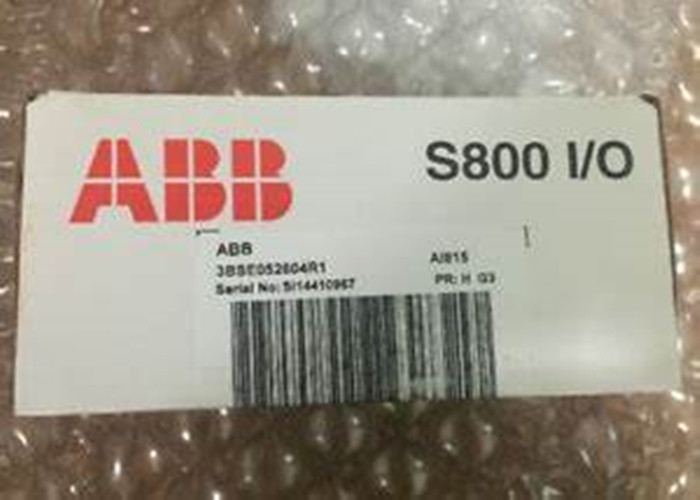 ABB
S800 I/O
ABB
3BSE052604R1
AI815
Serial No: SI14410967
PR: H G3